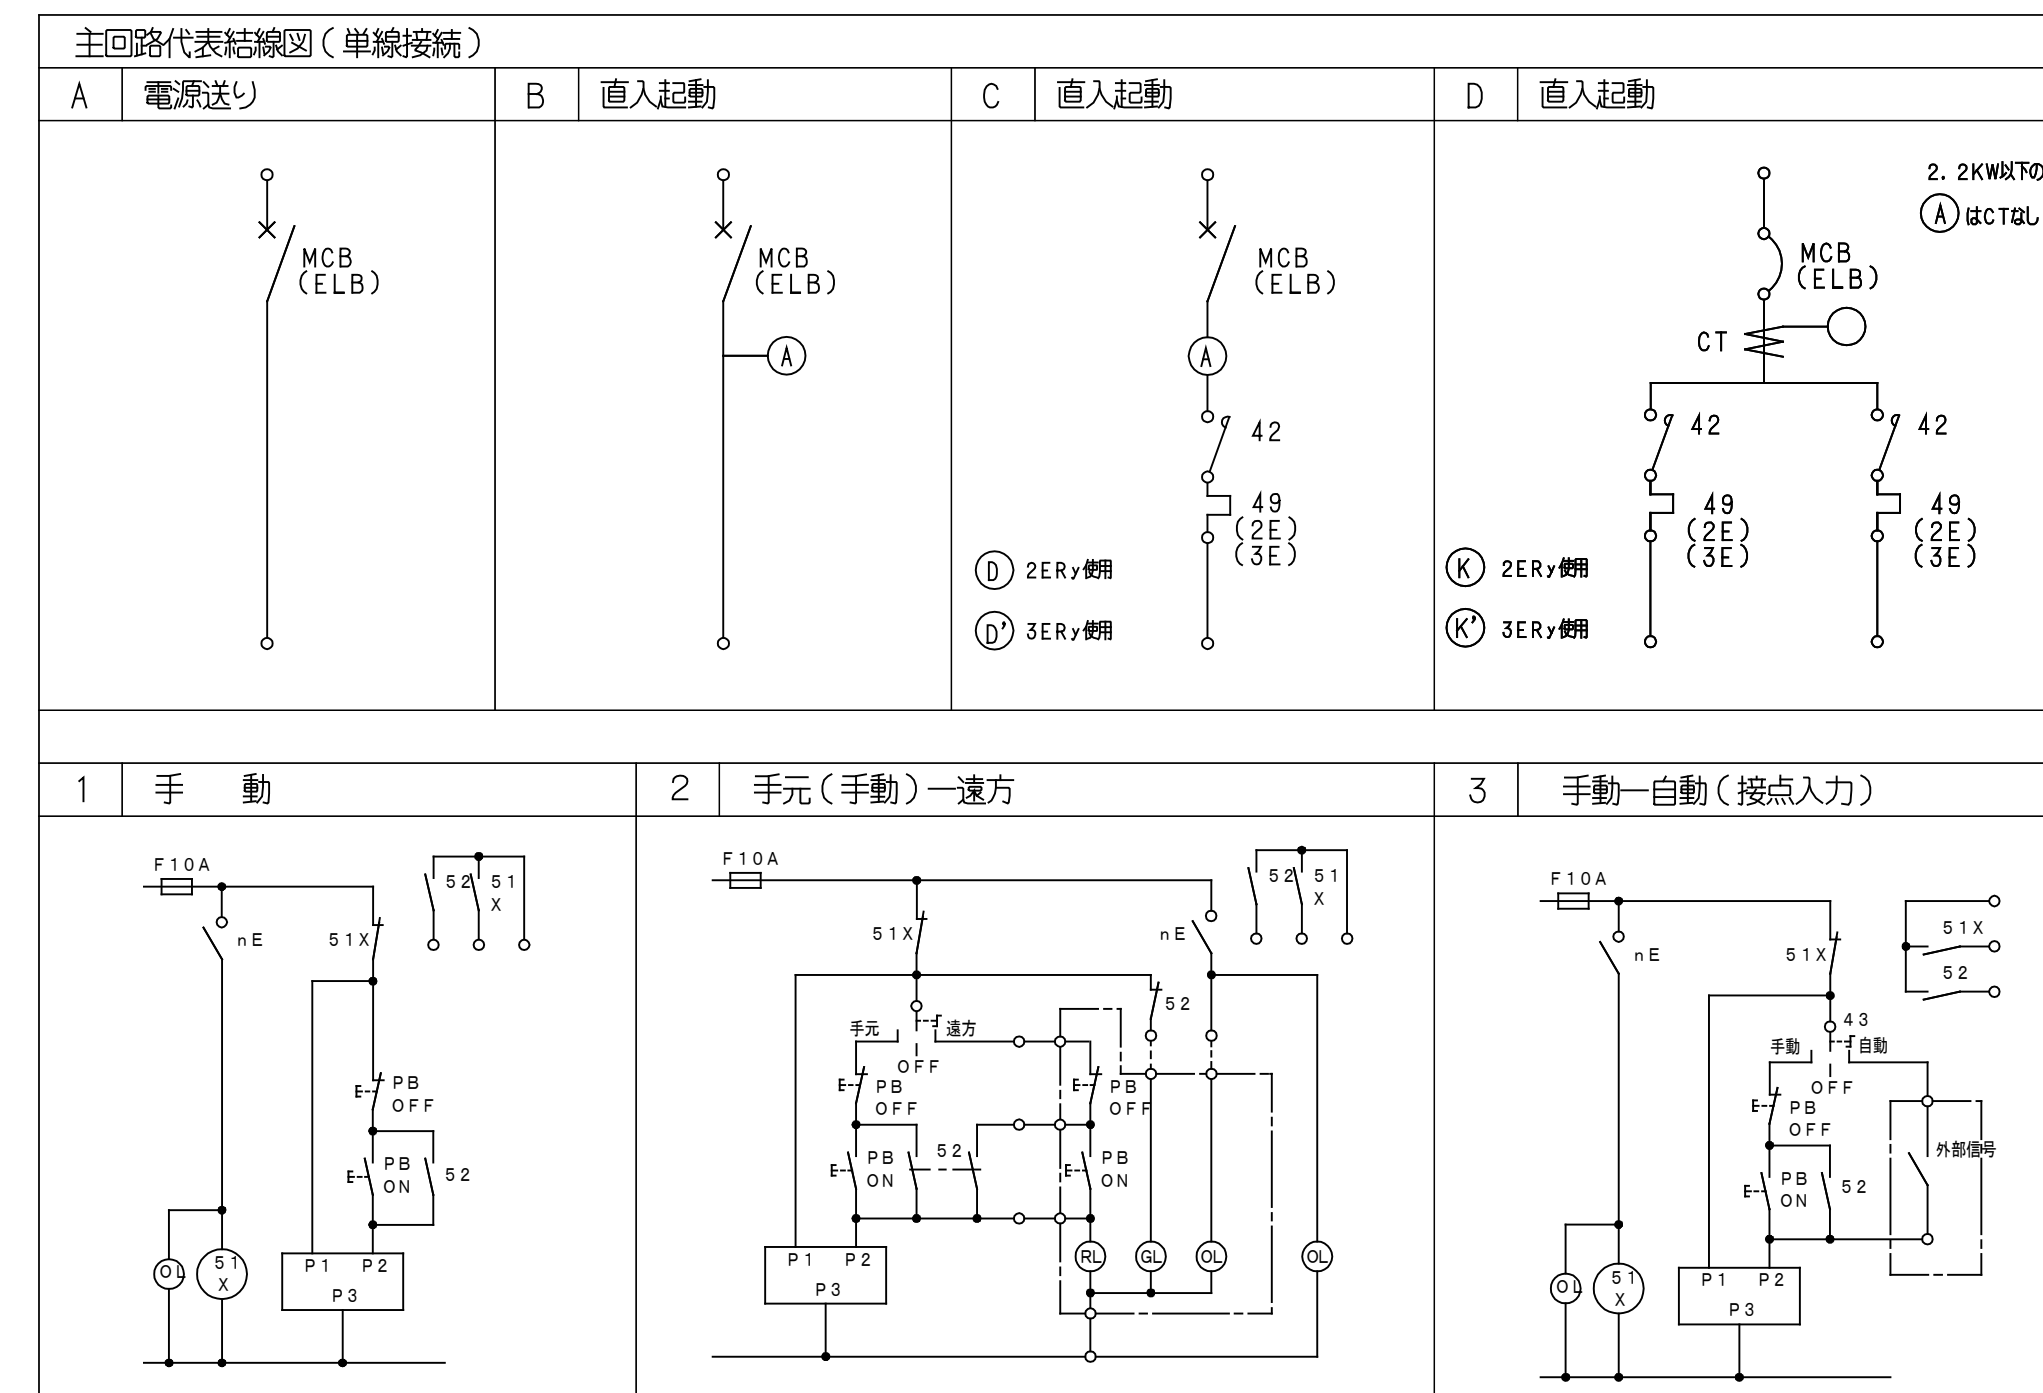 主回路代表結線図(単線接続)
A 電源送り
B 直入起動
C 直入起動
D 直入起動
MCB
(ELB)
MCB
(ELB)
A
MCB
(ELB)
A
42
49
(2E)
(3E)
D 2ERy使用
D' 3ERy使用
2.2KW以下の
A はCTなし
MCB
(ELB)
CT
42
42
49
(2E)
(3E)
49
(2E)
(3E)
K 2ERy使用
K' 3ERy使用
1 手 動
2 手元(手動)—遠方
3 手動—自動(接点入力)
F10A
nE
51X
52
51
X
PB
OFF
PB
ON
52
OL
51
X
P1 P2
P3
F10A
51X
nE
52
51
X
52
手元
遠方
OFF
PB
OFF
PB
OFF
PB
ON
52
PB
ON
P1 P2
P3
RL
GL
OL
OL
F10A
nE
51X
51X
52
43
手動
自動
OFF
PB
OFF
PB
ON
52
外部信号
OL
51
X
P1 P2
P3